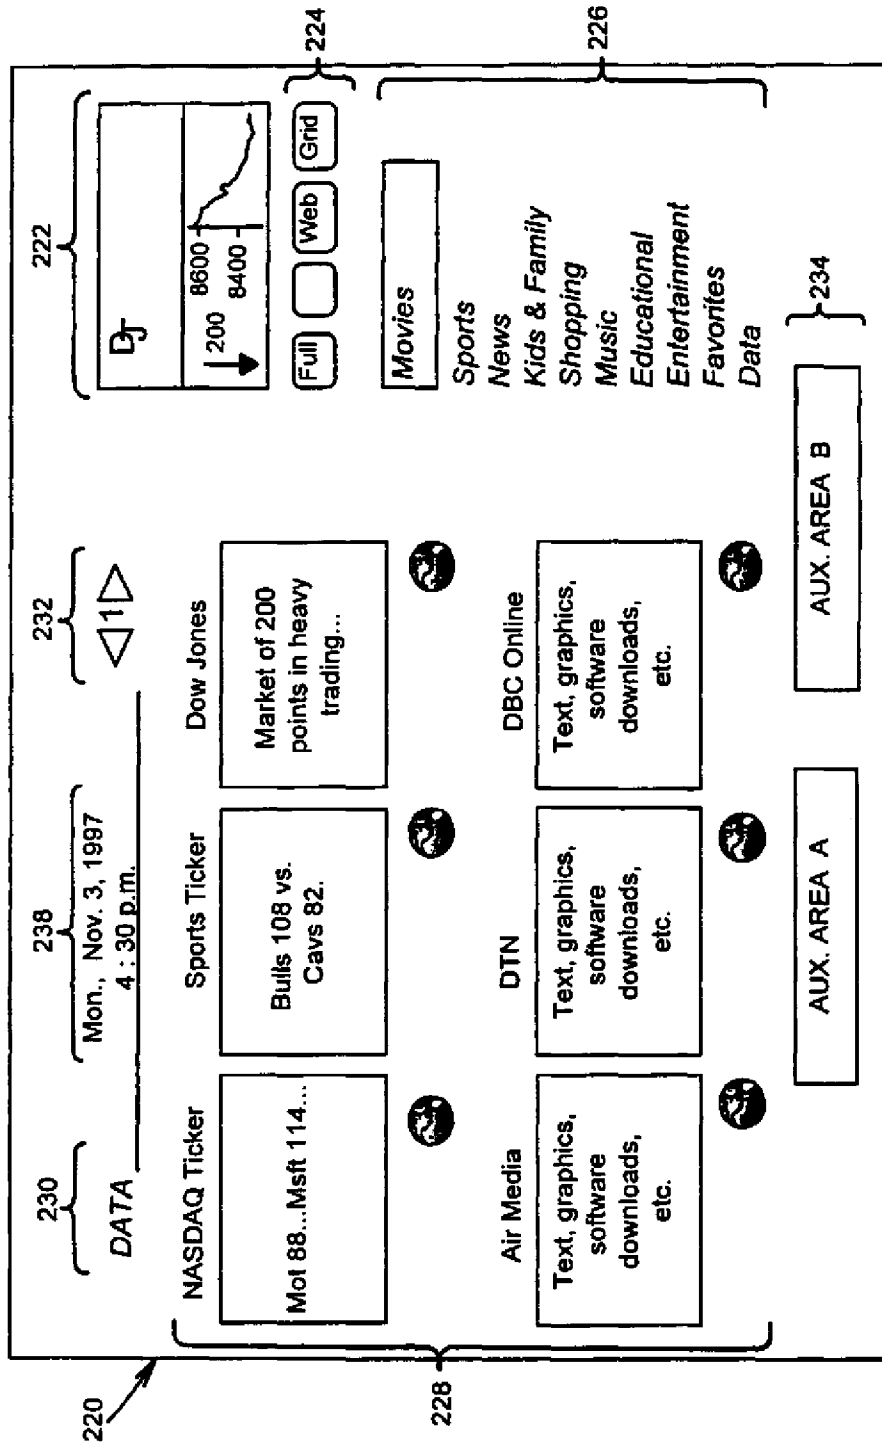 220
230
238
232
222
DATA
Mon., Nov. 3, 1997
4 : 30 p.m.
1
DJ
200
8600
8400
Full
Web
Grid
224
228
NASDAQ Ticker
Mot 88...Msft 114...
Sports Ticker
Bulls 108 vs.
Cavs 82.
Dow Jones
Market of 200
points in heavy
trading...
Air Media
Text, graphics,
software
downloads,
etc.
DTN
Text, graphics,
software
downloads,
etc.
DBC Online
Text, graphics,
software
downloads,
etc.
Movies
Sports
News
Kids & Family
Shopping
Music
Educational
Entertainment
Favorites
Data
226
AUX. AREA A
AUX. AREA B
234